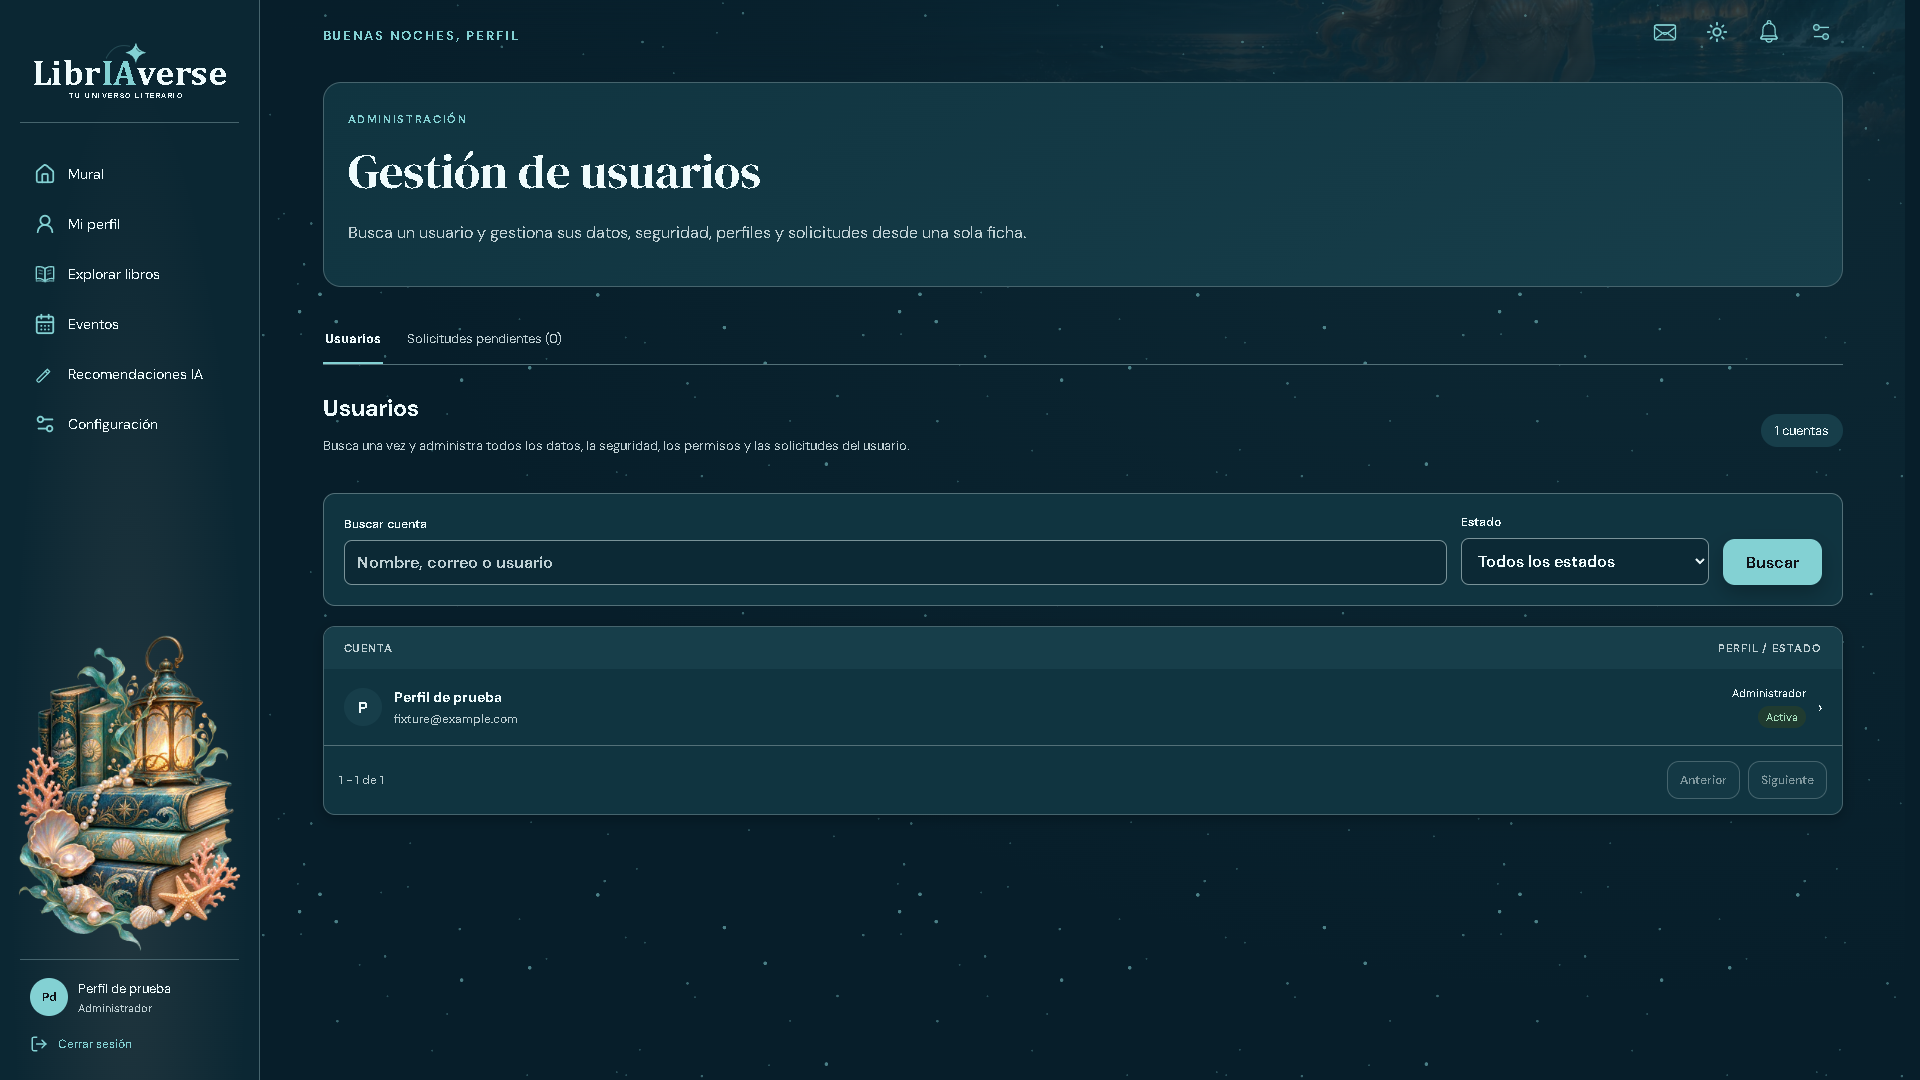 LibrIAverse
TU UNIVERSO LITERARIO
Mural
Mi perfil
Explorar libros
Eventos
Recomendaciones IA
Configuración
Pd
Perfil de prueba
Administrador
Cerrar sesión
BUENAS NOCHES, PERFIL
ADMINISTRACIÓN
Gestión de usuarios
Busca un usuario y gestiona sus datos, seguridad, perfiles y solicitudes desde una sola ficha.
Usuarios
Solicitudes pendientes (0)
Usuarios
Busca una vez y administra todos los datos, la seguridad, los permisos y las solicitudes del usuario.
1 cuentas
Buscar cuenta
Nombre, correo o usuario
Estado
Todos los estados
Buscar
CUENTA
PERFIL / ESTADO
P
Perfil de prueba
fixture@example.com
Administrador
Activa
1–1 de 1
Anterior
Siguiente